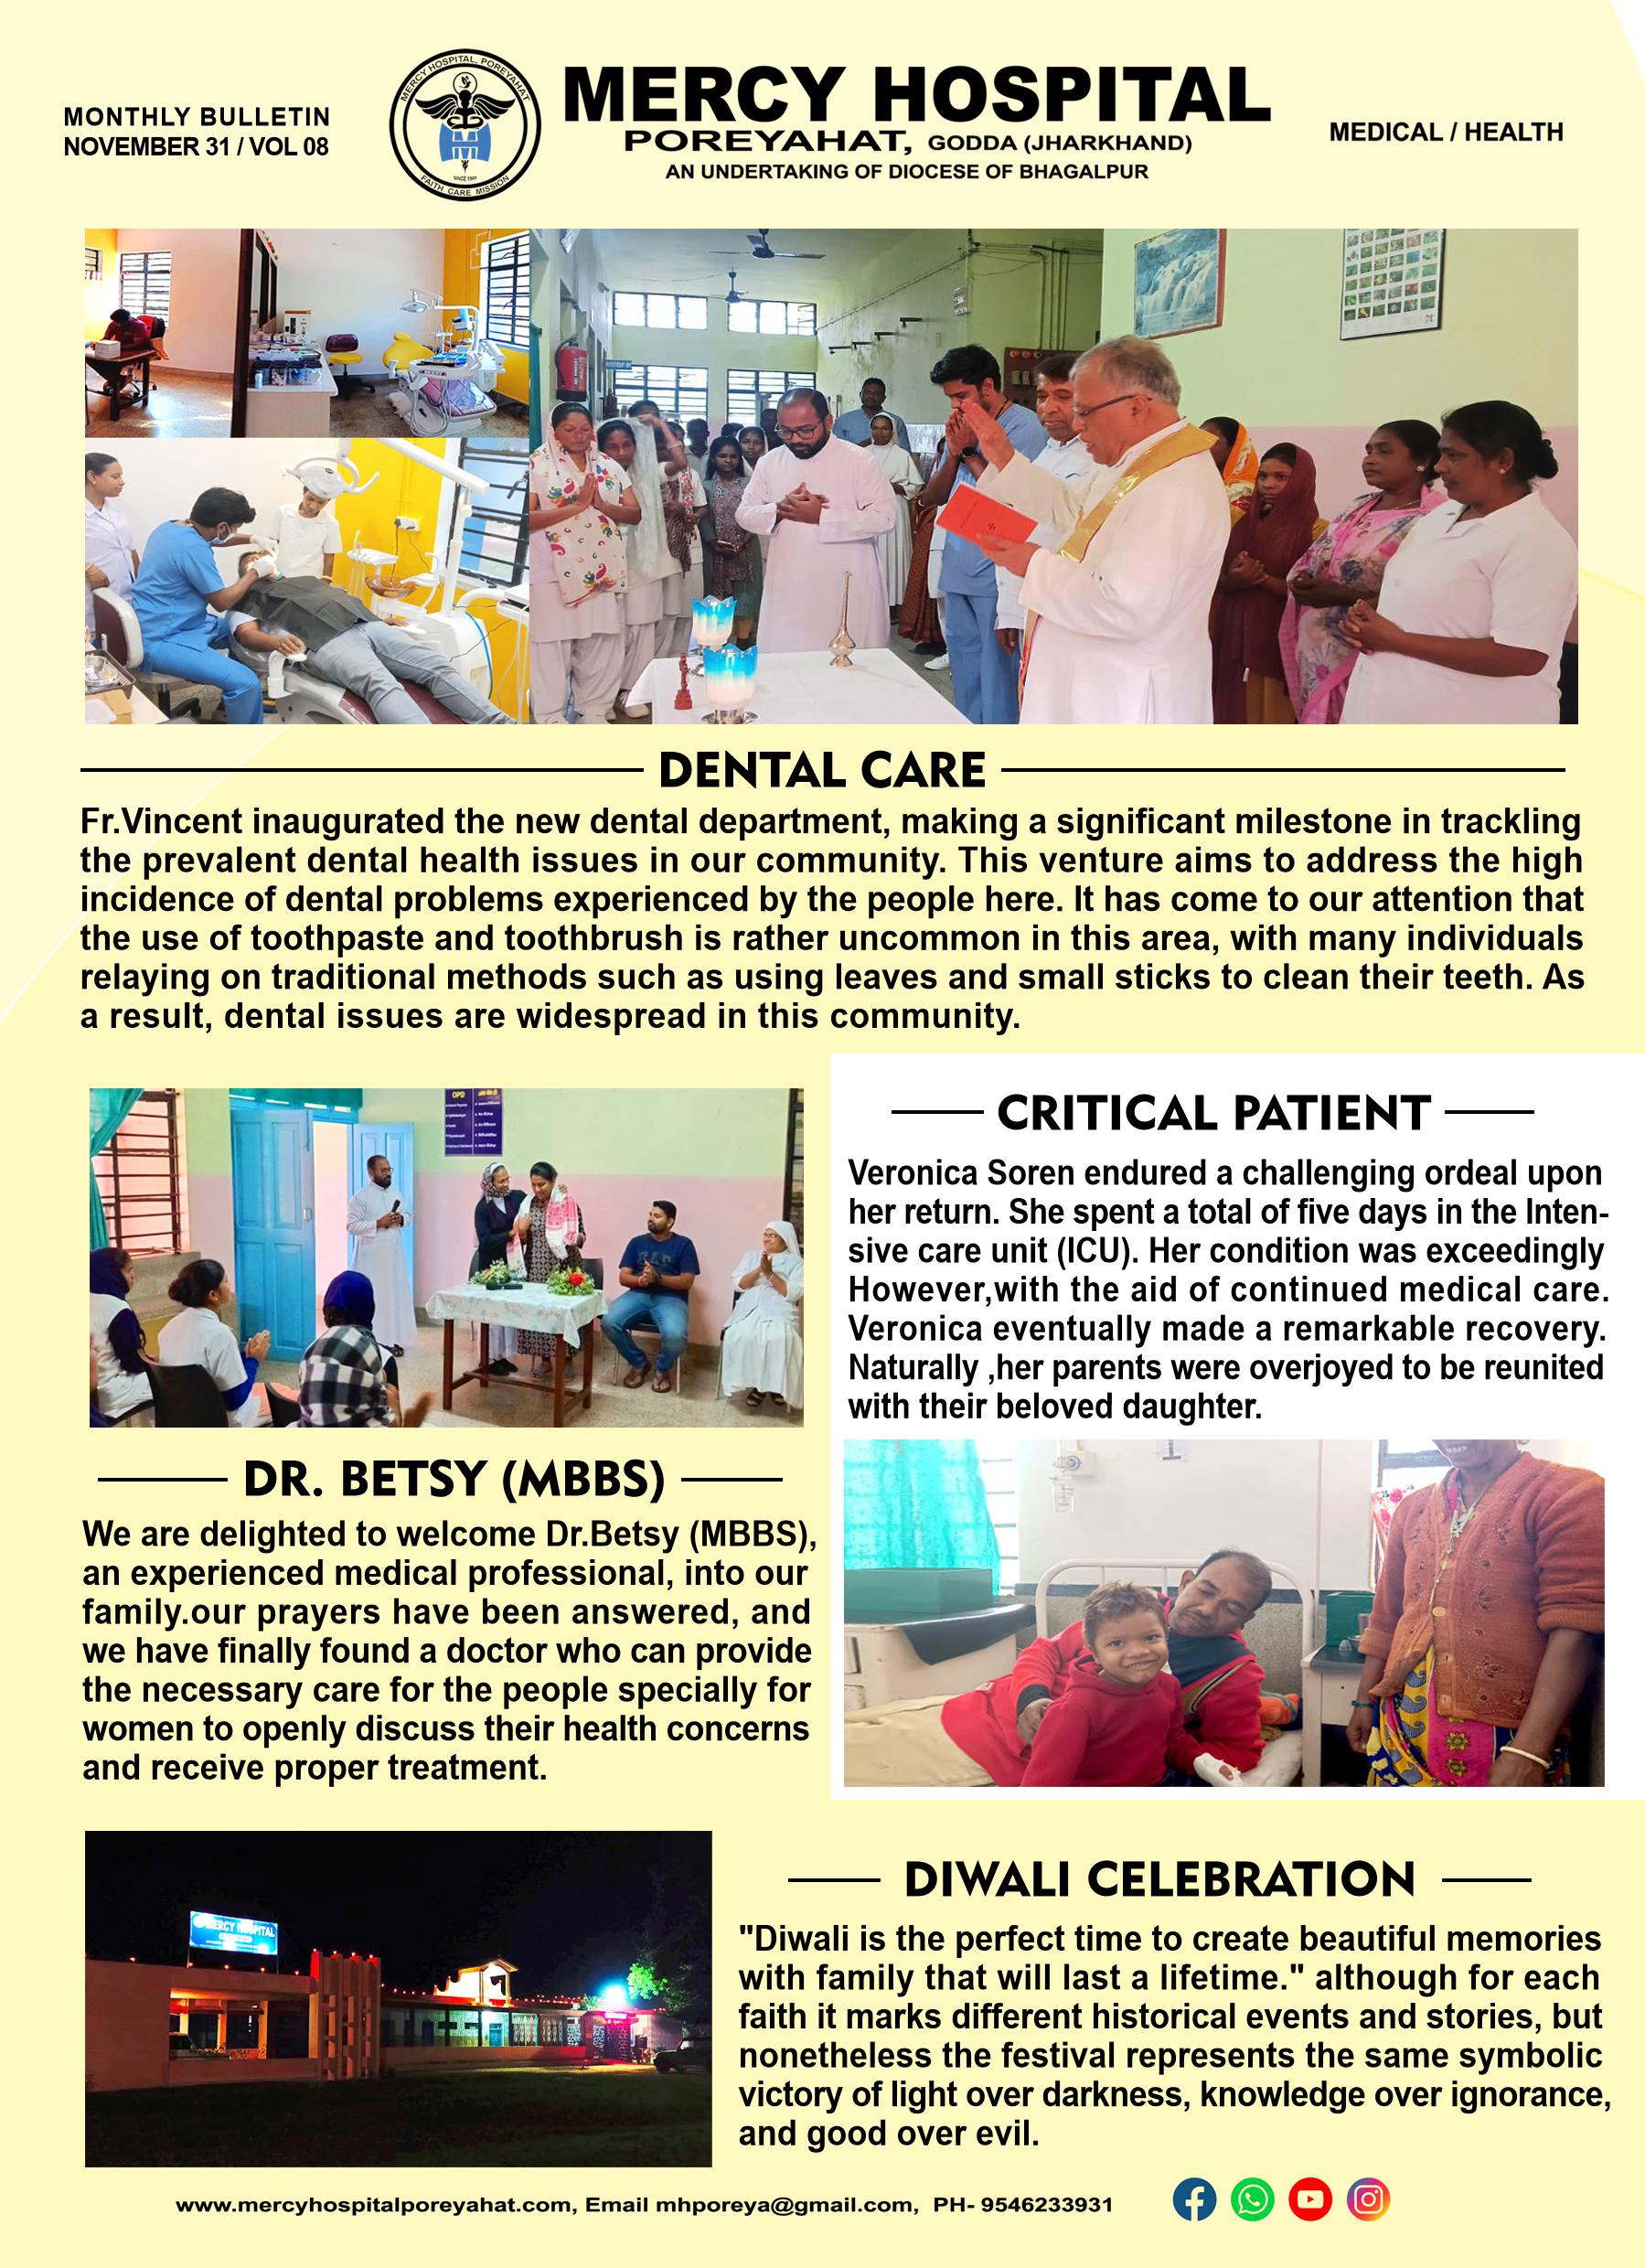 MONTHLY BULLETIN
NOVEMBER 31 / VOL 08
MERCY HOSPITAL, POREYAHAT
SINCE 1969
FAITH CARE MISSION
MERCY HOSPITAL
POREYAHAT, GODDA (JHARKHAND)
AN UNDERTAKING OF DIOCESE OF BHAGALPUR
MEDICAL / HEALTH
DENTAL CARE
Fr.Vincent inaugurated the new dental department, making a significant milestone in trackling
the prevalent dental health issues in our community. This venture aims to address the high
incidence of dental problems experienced by the people here. It has come to our attention that
the use of toothpaste and toothbrush is rather uncommon in this area, with many individuals
relaying on traditional methods such as using leaves and small sticks to clean their teeth. As
a result, dental issues are widespread in this community.
OPD
DR. BETSY (MBBS)
We are delighted to welcome Dr.Betsy (MBBS),
an experienced medical professional, into our
family.our prayers have been answered, and
we have finally found a doctor who can provide
the necessary care for the people specially for
women to openly discuss their health concerns
and receive proper treatment.
CRITICAL PATIENT
Veronica Soren endured a challenging ordeal upon
her return. She spent a total of five days in the Inten-
sive care unit (ICU). Her condition was exceedingly
However,with the aid of continued medical care.
Veronica eventually made a remarkable recovery.
Naturally ,her parents were overjoyed to be reunited
with their beloved daughter.
MERCY HOSPITAL
DIWALI CELEBRATION
"Diwali is the perfect time to create beautiful memories
with family that will last a lifetime." although for each
faith it marks different historical events and stories, but
nonetheless the festival represents the same symbolic
victory of light over darkness, knowledge over ignorance,
and good over evil.
www.mercyhospitalporeyahat.com, Email mhporeya@gmail.com, PH- 9546233931